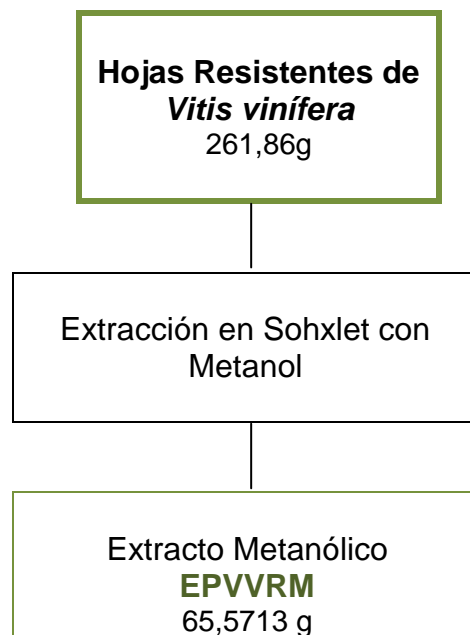 Hojas Resistentes de
Vitis vinífera
261,86g
Extracción en Sohxlet con
Metanol
Extracto Metanólico
EPVVRM
65,5713 g